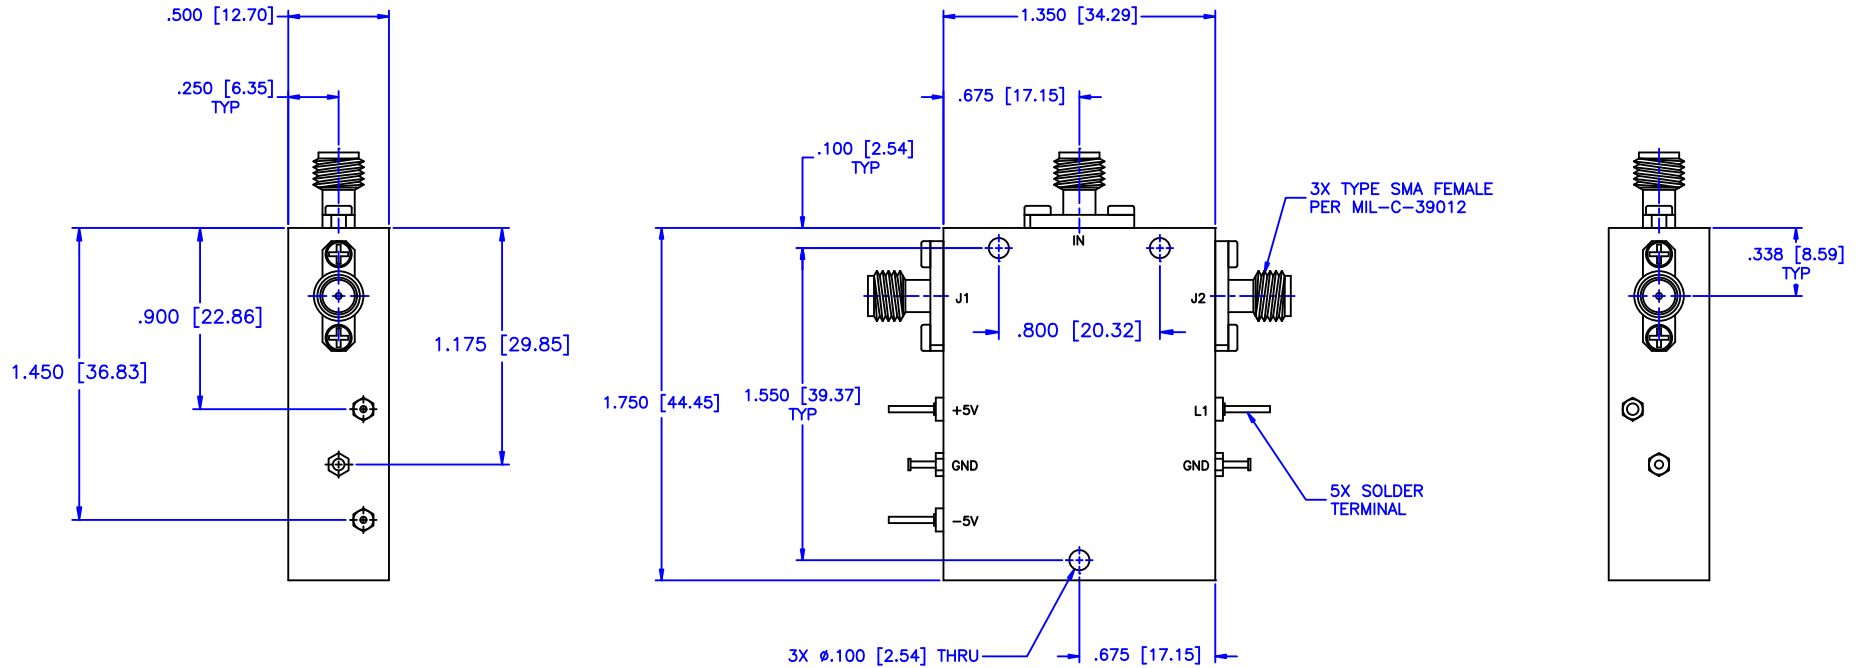 .500 [12.70]
.250 [6.35]
TYP
.900 [22.86]
1.450 [36.83]
1.175 [29.85]
1.350 [34.29]
.675 [17.15]
.100 [2.54]
TYP
3X TYPE SMA FEMALE
PER MIL-C-39012
IN
J1
J2
.800 [20.32]
1.750 [44.45]
1.550 [39.37]
TYP
+5V
L1
GND
GND
-5V
5X SOLDER
TERMINAL
3X ø.100 [2.54] THRU
.675 [17.15]
.338 [8.59]
TYP